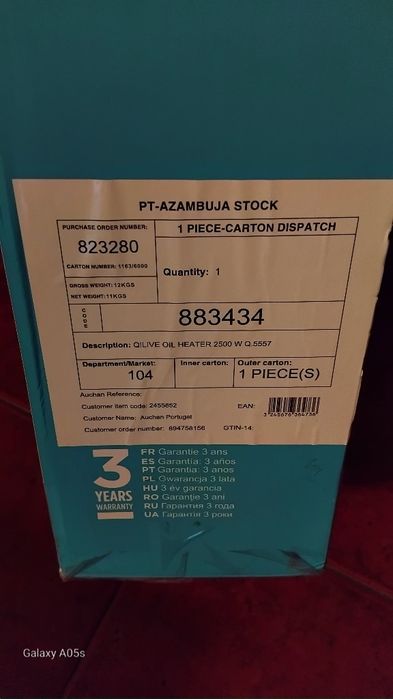 PT-AZAMBUJA STOCK
PURCHASE ORDER NUMBER:
823280
1 PIECE-CARTON DISPATCH
CARTON NUMBER: 1163/6000
Quantity: 1
GROSS WEIGHT: 12KGS
NET WEIGHT: 11KGS
CODE
883434
Description: QILIVE OIL HEATER 2500 W Q.5557
Department/Market:
104
Inner carton:
Outer carton:
1 PIECE(S)
Auchan Reference:
Customer item code: 2455852
EAN:
Customer Name: Auchan Portugal
Customer order number: 694758156
GTIN-14:
3
YEARS
WARRANTY
FR Garantie 3 ans
ES Garantía: 3 años
PT Garantia: 3 anos
PL Gwarancja 3 lata
HU 3 év garancia
RO Garanție 3 ani
RU Гарантия 3 года
UA Гарантія 3 роки
Galaxy A05s